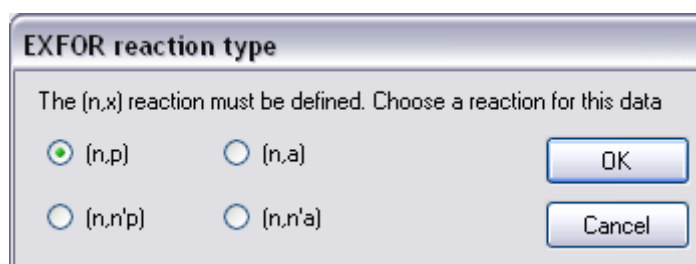 EXFOR reaction type
The (n,x) reaction must be defined. Choose a reaction for this data
(n,p) (n,a) OK
(n,n'p) (n,n'a) Cancel